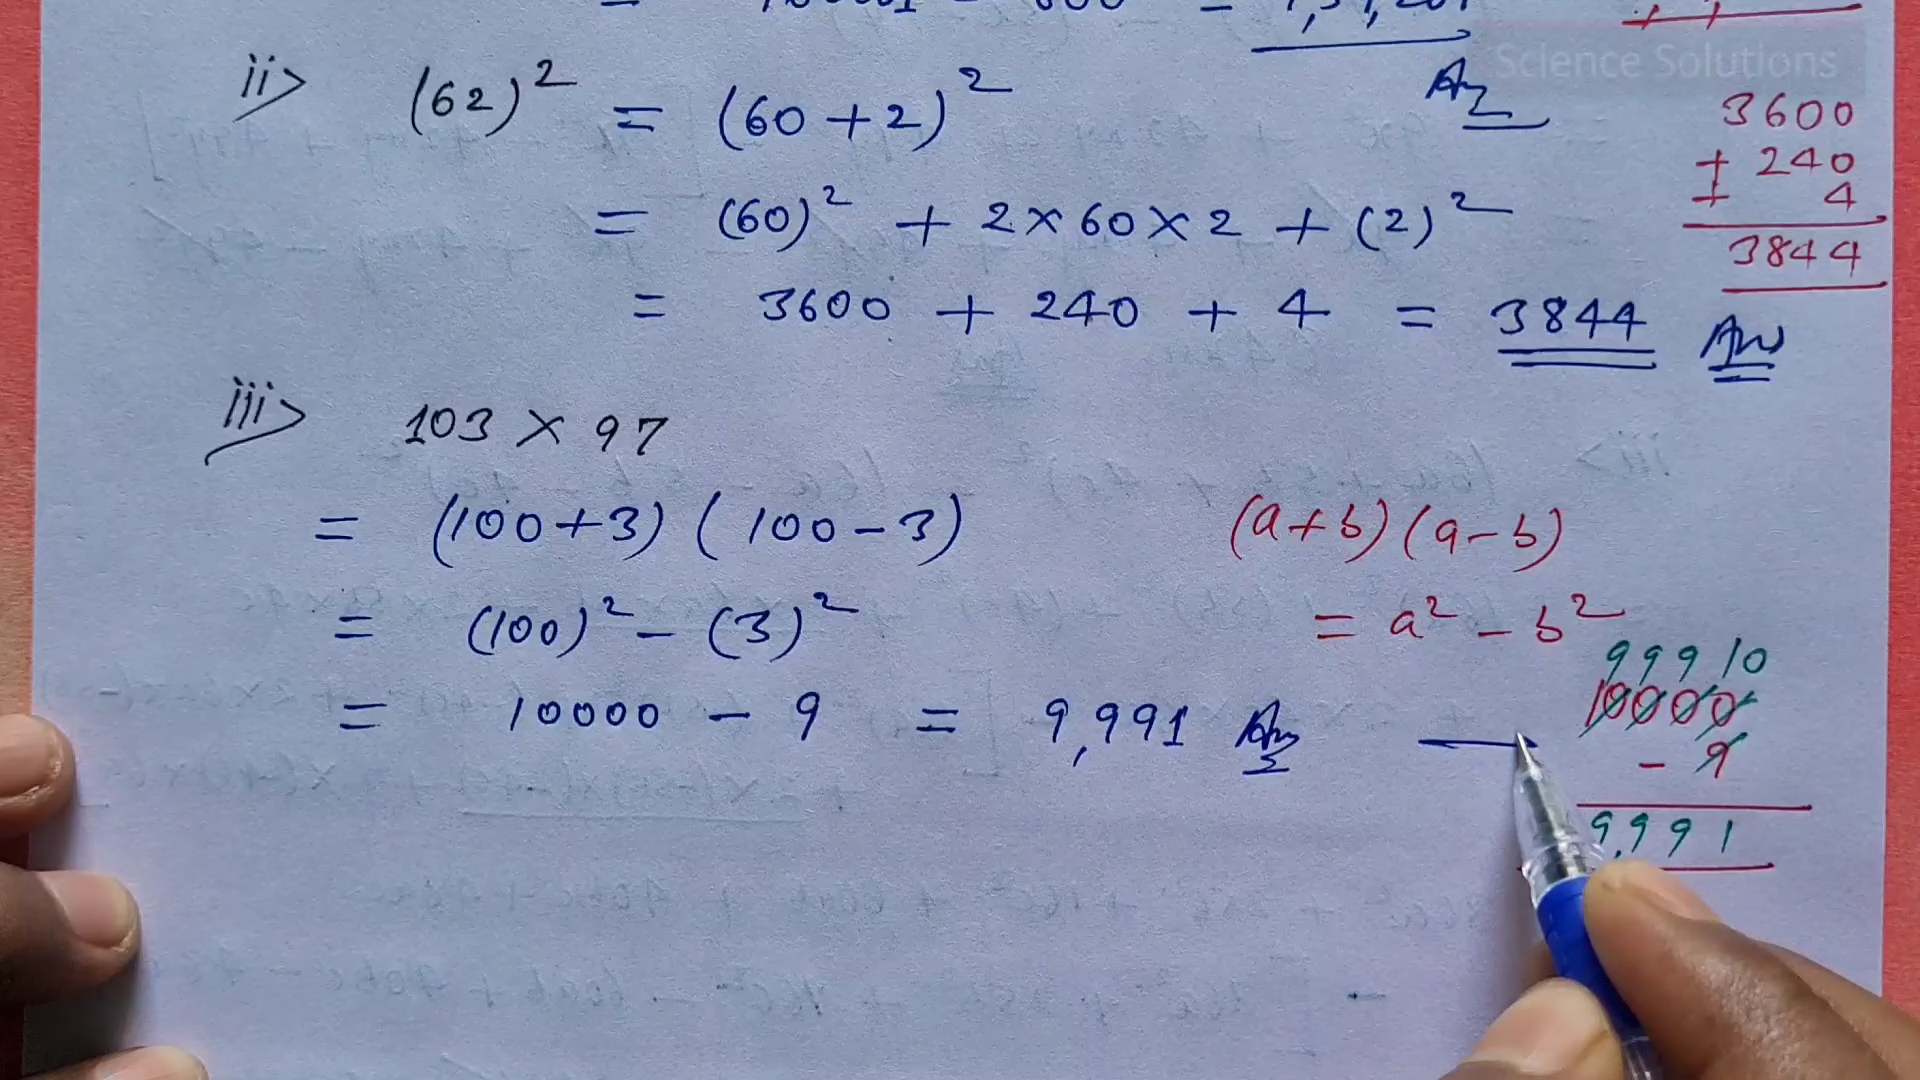 Science Solutions
ii> (62)² = (60 + 2)²
= (60)² + 2 × 60 × 2 + (2)²
= 3600 + 240 + 4 = 3844 Ans
3600
+ 240
+ 4
3844
iii> 103 × 97
= (100 + 3) (100 − 3)
= (100)² − (3)²
= 10000 − 9 = 9,991 Ans
(a + b) (a − b)
= a² − b²
9 9 9 10
10000
− 9
9,991